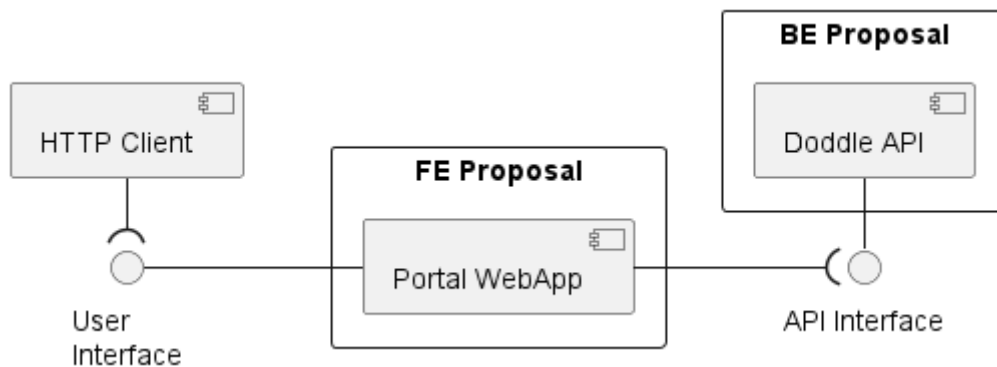 BE Proposal
HTTP Client
Doddle API
FE Proposal
Portal WebApp
User
Interface
API Interface